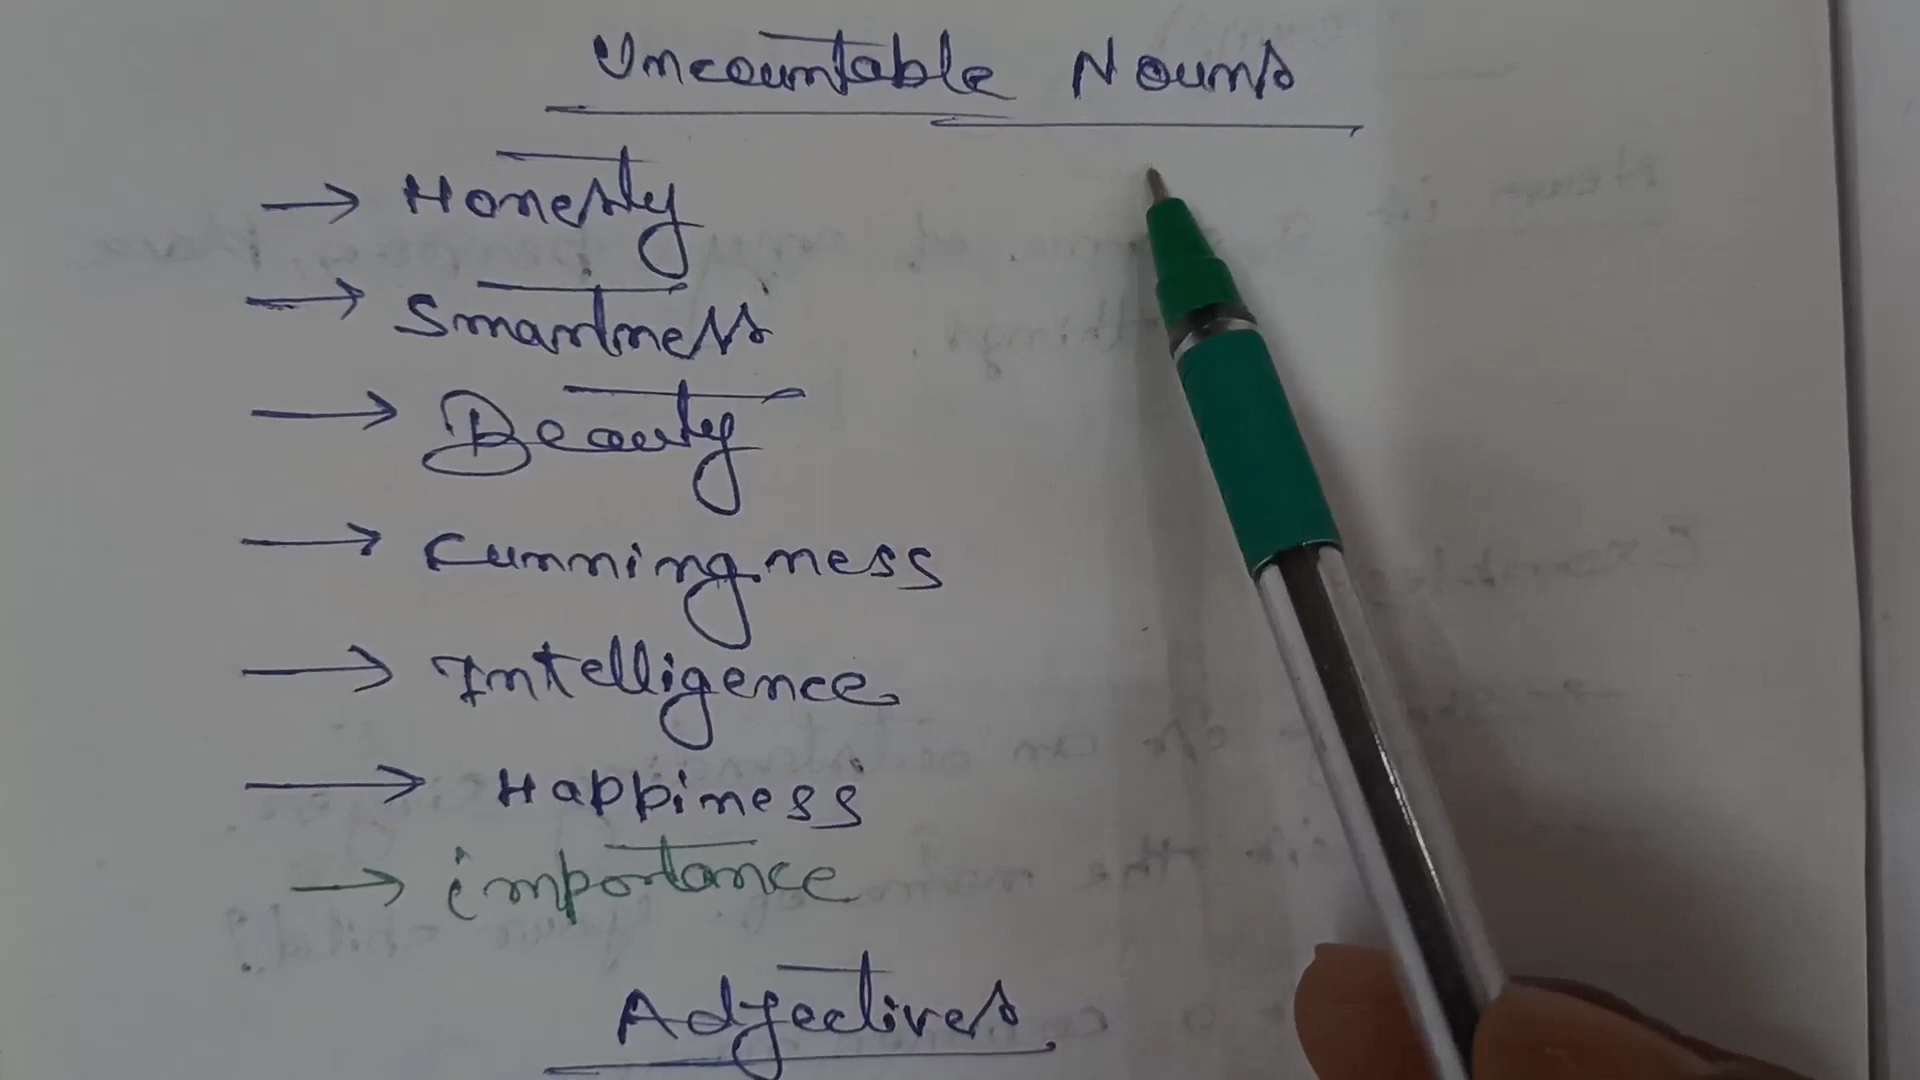 Uncountable Nouns
→ Honesty
→ Smartness
→ Beauty
→ Cunningness
→ Intelligence
→ Happiness
→ importance
Adjectives